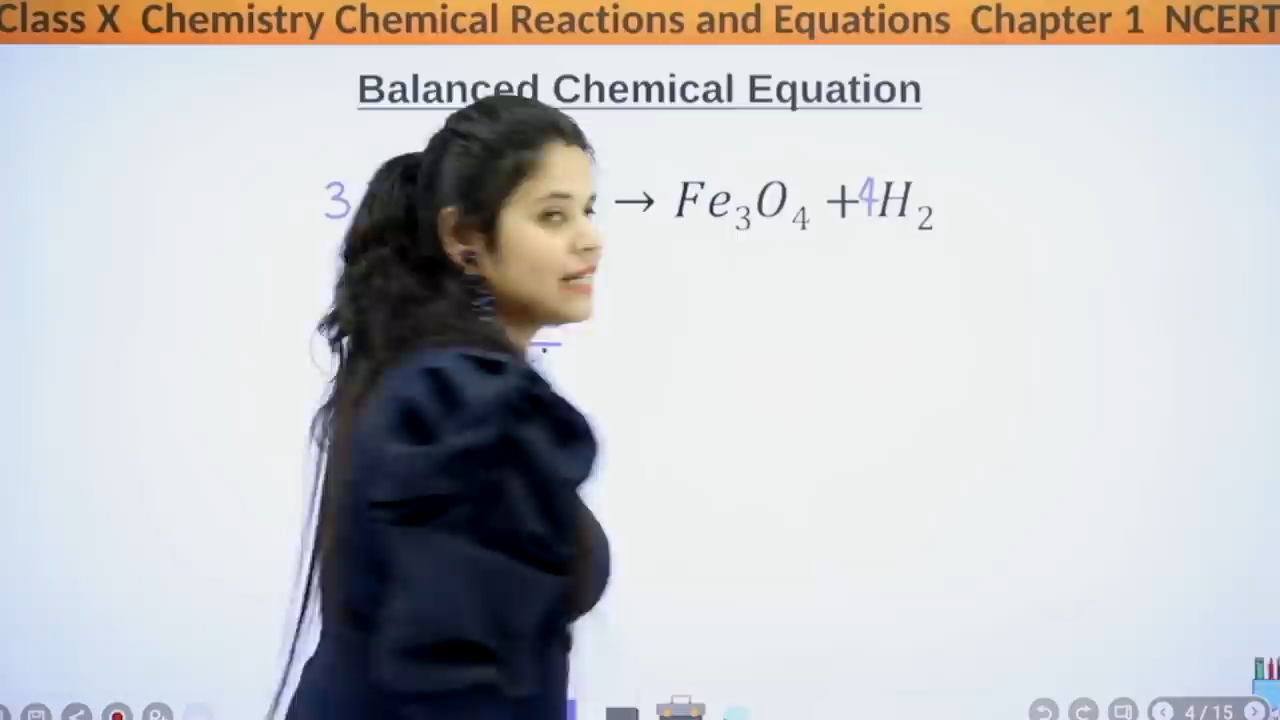 Class X Chemistry Chemical Reactions and Equations Chapter 1 NCERT
Balanced Chemical Equation
3 → Fe₃O₄ +4H₂
4 / 15